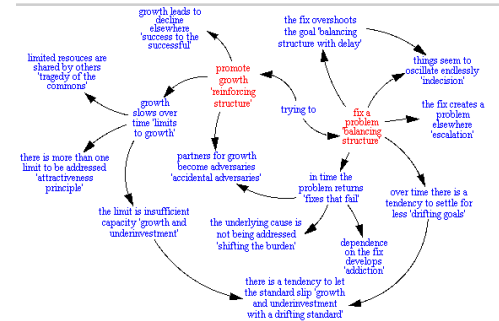 growth leads to
decline
elsewhere
'success to the
successful'
the fix overshoots
the goal 'balancing
structure with delay'
things seem to
oscillate endlessly
'indecision'
limited resouces are
shared by others
'tragedy of the
commons'
promote
growth
'reinforcing
structure'
growth
slows over
time 'limits
to growth'
trying to
fix a
problem
'balancing
structure'
the fix creates a
problem
elsewhere
'escalation'
there is more than one
limit to be addressed
'attractiveness
principle'
partners for growth
become adversaries
'accidental adversaries'
in time the
problem returns
'fixes that fail'
over time there is a
tendency to settle for
less 'drifting goals'
the limit is insufficient
capacity 'growth and
underinvestment'
the underlying cause is
not being addressed
'shifting the burden'
dependence
on the fix
develops
'addiction'
there is a tendency to let
the standard slip 'growth
and underinvestment
with a drifting standard'